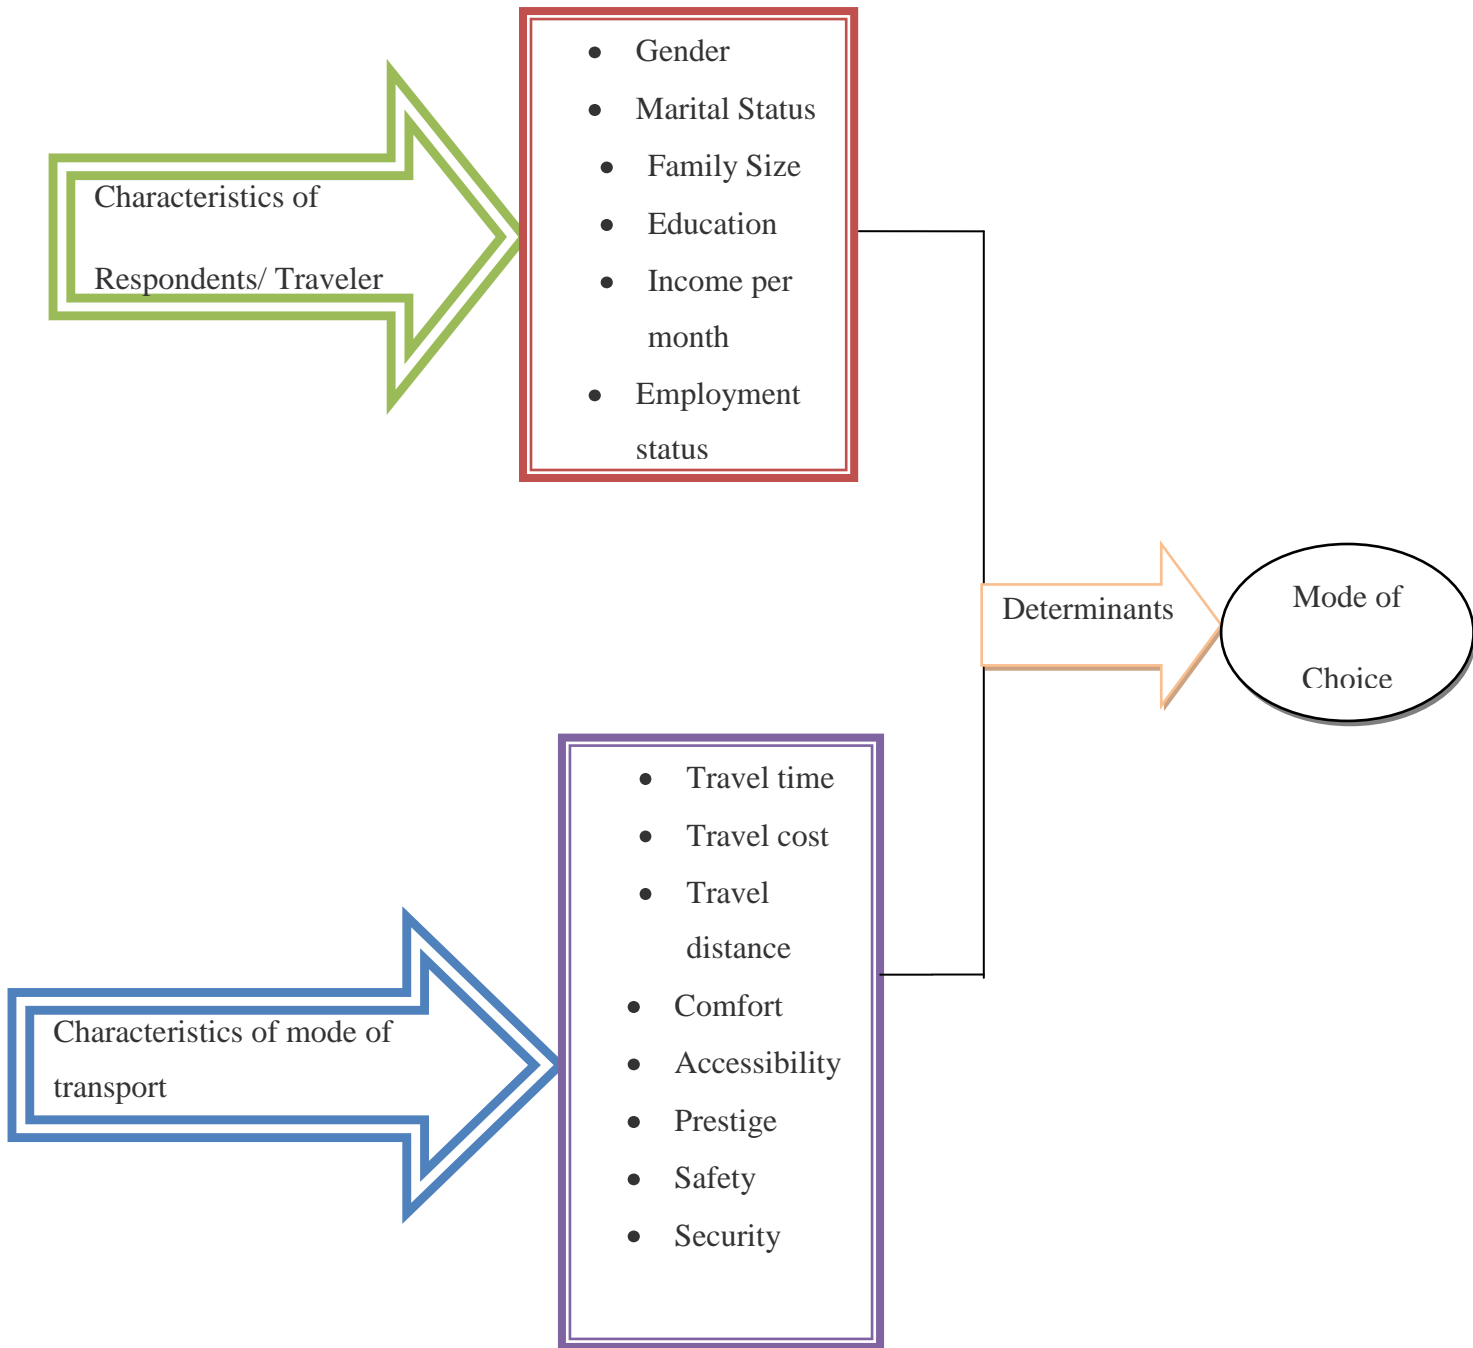 Characteristics of
Respondents/ Traveler
• Gender
• Marital Status
• Family Size
• Education
• Income per
month
• Employment
status
Characteristics of mode of
transport
• Travel time
• Travel cost
• Travel
distance
• Comfort
• Accessibility
• Prestige
• Safety
• Security
Determinants
Mode of
Choice